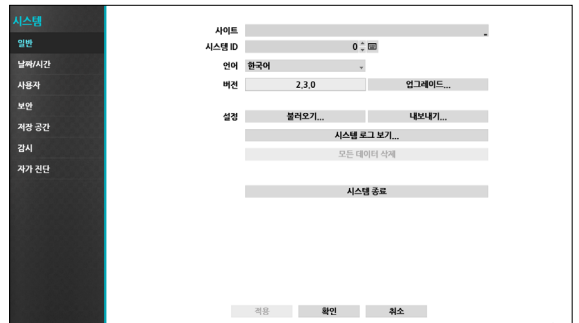 시스템
일반
날짜/시간
사용자
보안
저장 공간
감시
자가 진단
사이트
시스템 ID 0
언어 한국어
버전 2,3,0 업그레이드...
설정 불러오기... 내보내기...
시스템 로그 보기...
모든 데이터 삭제
시스템 종료
적용 확인 취소